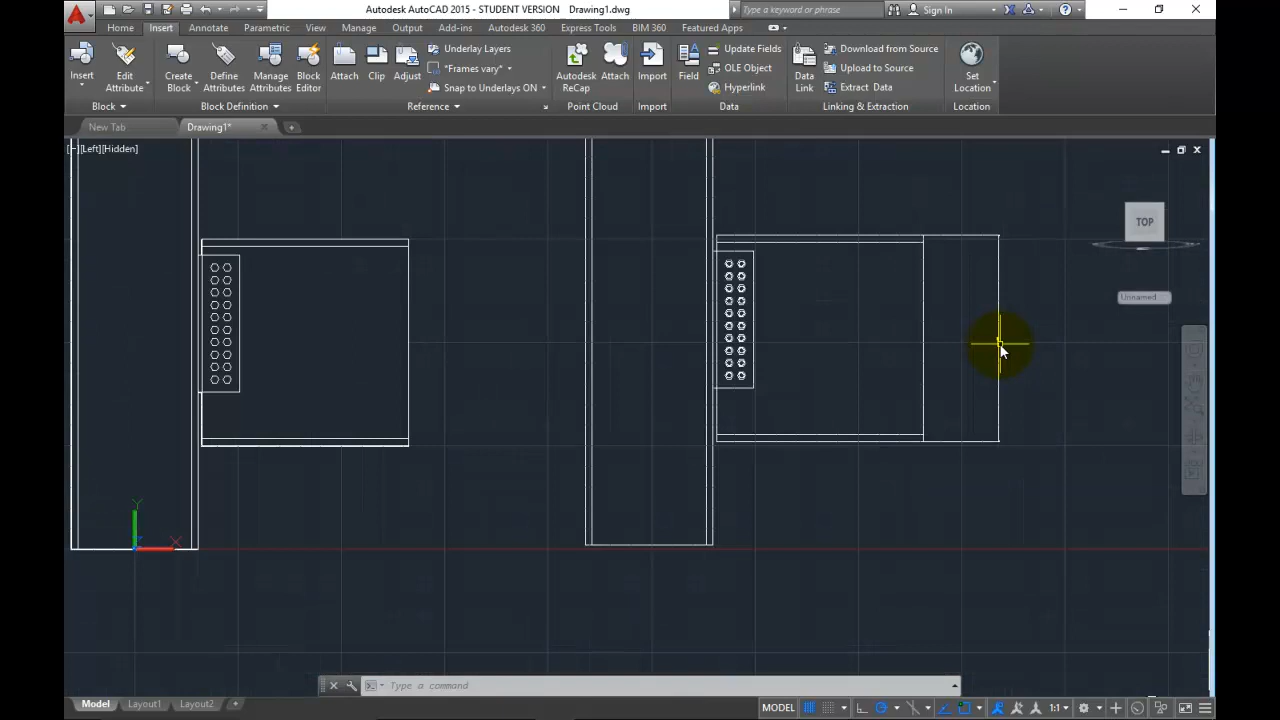 Autodesk AutoCAD 2015 - STUDENT VERSION Drawing1.dwg
Type a keyword or phrase
Sign In
Home Insert Annotate Parametric View Manage Output Add-ins Autodesk 360 Express Tools BIM 360 Featured Apps
Insert
Edit Attribute
Create Block
Define Attributes
Manage Attributes
Block Editor
Attach
Clip
Adjust
Underlay Layers
*Frames vary*
Snap to Underlays ON
Autodesk ReCap
Attach
Import
Field
Update Fields
OLE Object
Hyperlink
Data Link
Download from Source
Upload to Source
Extract Data
Set Location
Block Block Definition Reference Point Cloud Import Data Linking & Extraction Location
New Tab Drawing1*
[−][Left][Hidden]
TOP
Unnamed
Y
X
Type a command
Model Layout1 Layout2
MODEL 1:1